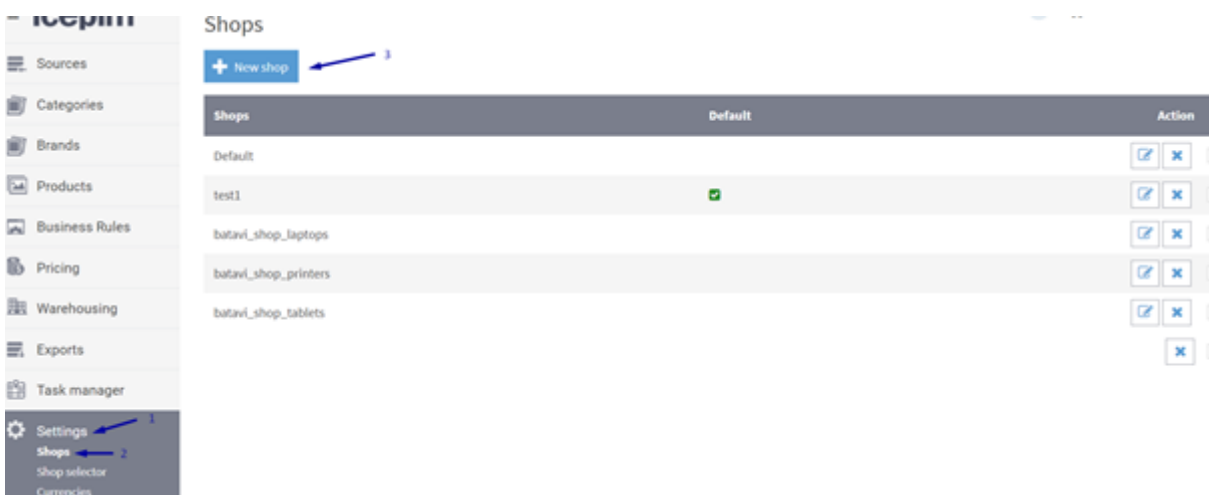 icepim
Shops
Sources
New shop
3
Categories
Shops Default Action
Brands
Default
Products
test1
Business Rules
batavi_shop_laptops
Pricing
batavi_shop_printers
Warehousing
batavi_shop_tablets
Exports
Task manager
Settings 1
Shops 2
Shop selector
Currencies